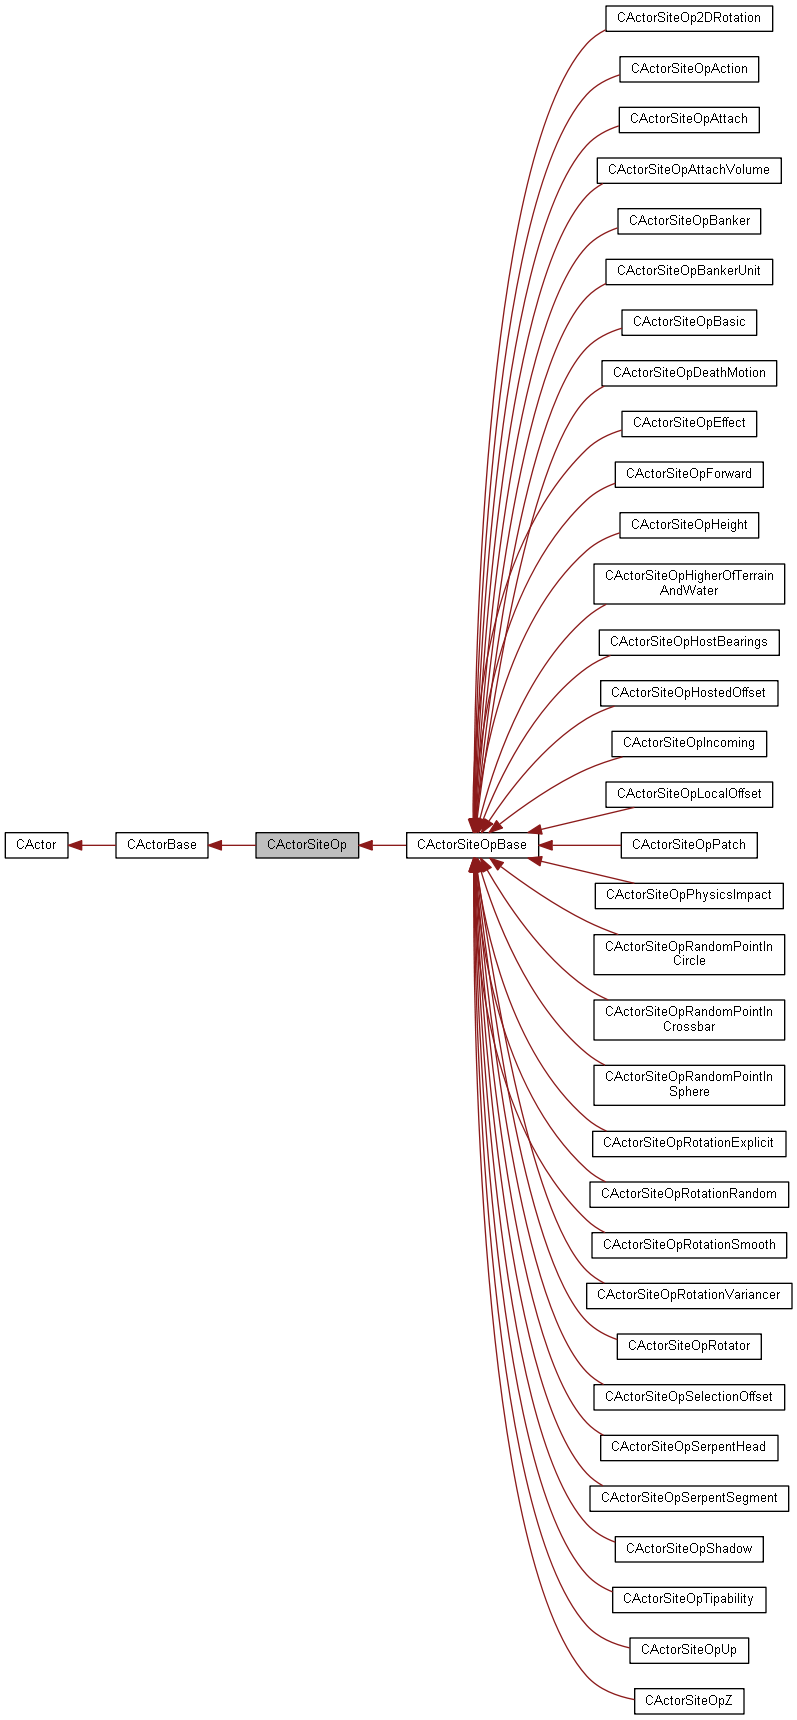 CActorSiteOp2DRotation
CActorSiteOpAction
CActorSiteOpAttach
CActorSiteOpAttachVolume
CActorSiteOpBanker
CActorSiteOpBankerUnit
CActorSiteOpBasic
CActorSiteOpDeathMotion
CActorSiteOpEffect
CActorSiteOpForward
CActorSiteOpHeight
CActorSiteOpHigherOfTerrain
AndWater
CActorSiteOpHostBearings
CActorSiteOpHostedOffset
CActorSiteOpIncoming
CActorSiteOpLocalOffset
CActor
CActorBase
CActorSiteOp
CActorSiteOpBase
CActorSiteOpPatch
CActorSiteOpPhysicsImpact
CActorSiteOpRandomPointIn
Circle
CActorSiteOpRandomPointIn
Crossbar
CActorSiteOpRandomPointIn
Sphere
CActorSiteOpRotationExplicit
CActorSiteOpRotationRandom
CActorSiteOpRotationSmooth
CActorSiteOpRotationVariancer
CActorSiteOpRotator
CActorSiteOpSelectionOffset
CActorSiteOpSerpentHead
CActorSiteOpSerpentSegment
CActorSiteOpShadow
CActorSiteOpTipability
CActorSiteOpUp
CActorSiteOpZ